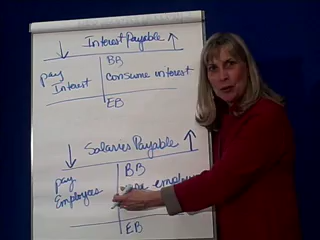 Interest Payable
BB
pay
Interest
Consume interest
EB
Salaries Payable
BB
pay
Employees
EB